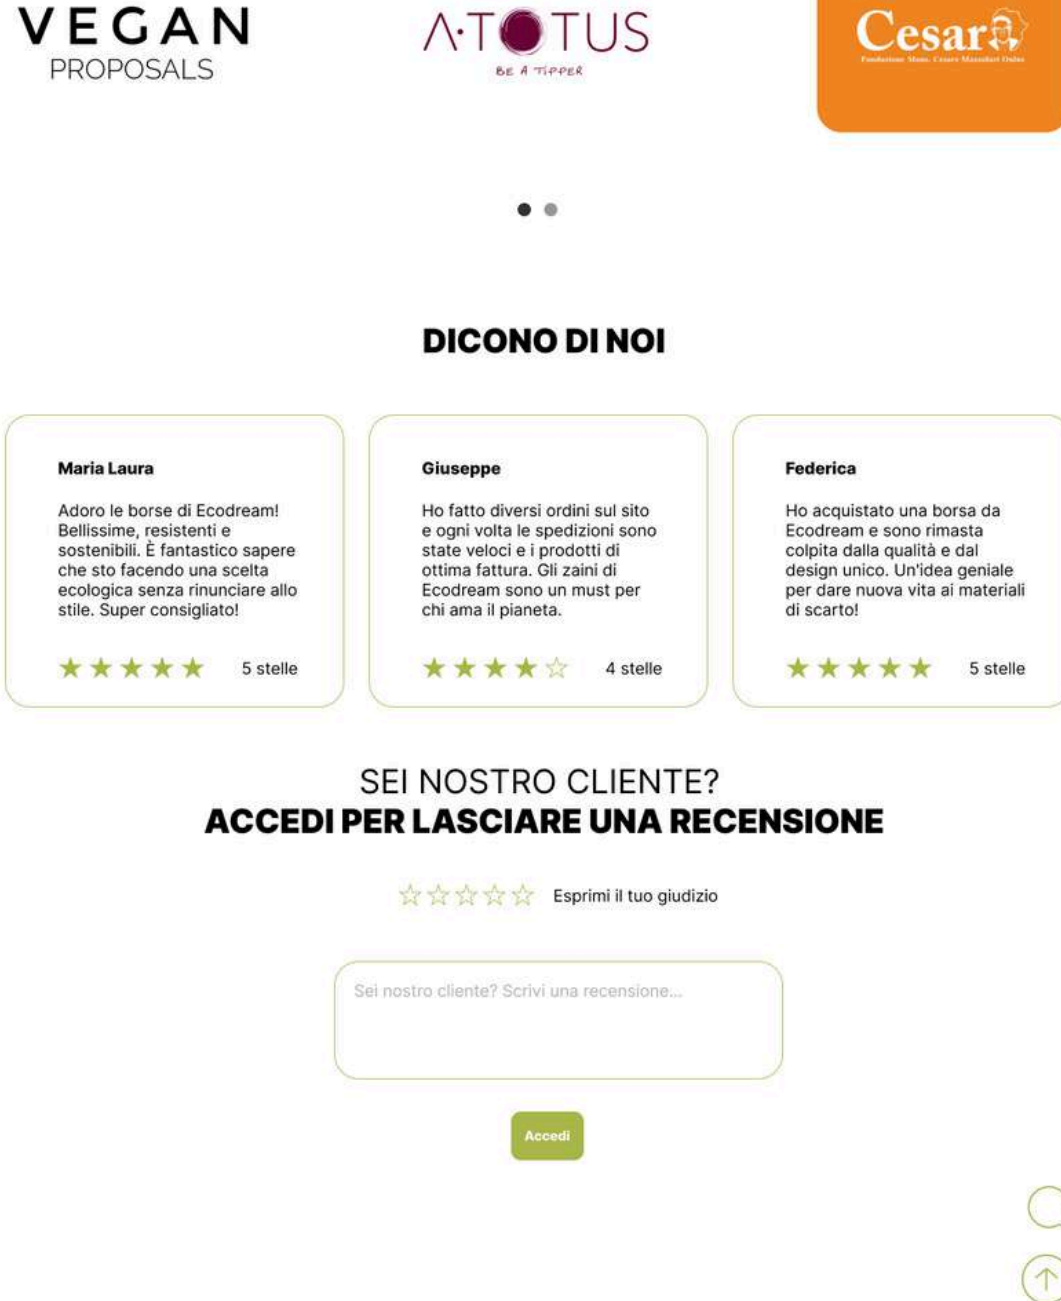 VEGAN
PROPOSALS
A·TOTUS
BE A TIPPER
Cesar
Fondazione Mons. Cesare Mazzolari Onlus
DICONO DI NOI
Maria Laura
Adoro le borse di Ecodream!
Bellissime, resistenti e
sostenibili. È fantastico sapere
che sto facendo una scelta
ecologica senza rinunciare allo
stile. Super consigliato!
5 stelle
Giuseppe
Ho fatto diversi ordini sul sito
e ogni volta le spedizioni sono
state veloci e i prodotti di
ottima fattura. Gli zaini di
Ecodream sono un must per
chi ama il pianeta.
4 stelle
Federica
Ho acquistato una borsa da
Ecodream e sono rimasta
colpita dalla qualità e dal
design unico. Un'idea geniale
per dare nuova vita ai materiali
di scarto!
5 stelle
SEI NOSTRO CLIENTE?
ACCEDI PER LASCIARE UNA RECENSIONE
Esprimi il tuo giudizio
Sei nostro cliente? Scrivi una recensione...
Accedi